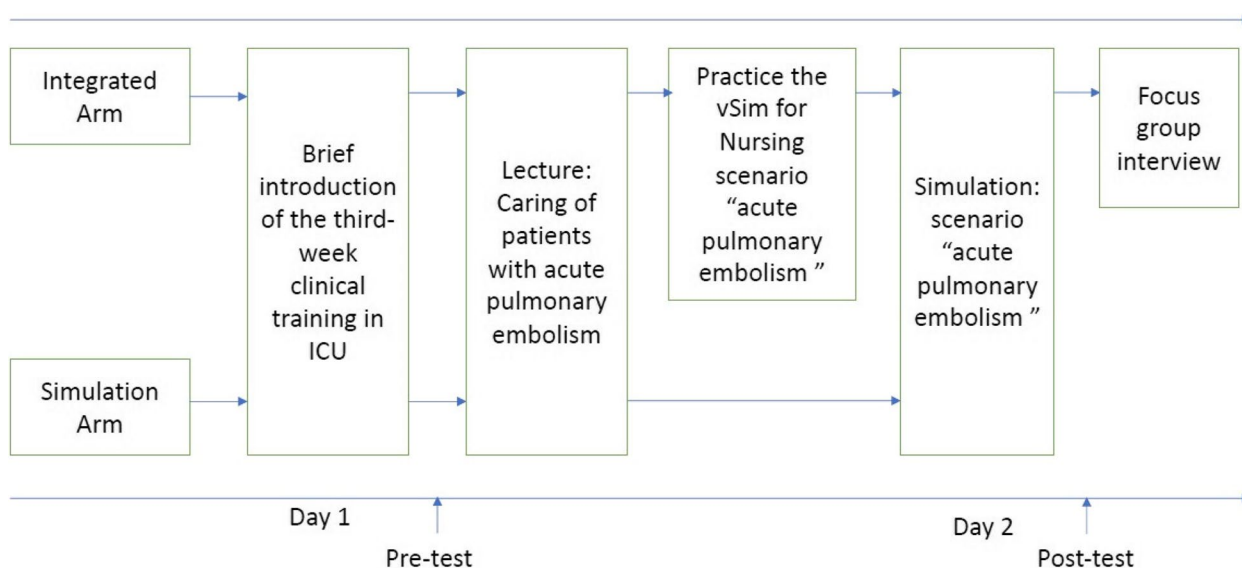 Integrated
Arm
Simulation
Arm
Brief
introduction
of the third-
week
clinical
training in
ICU
Lecture:
Caring of
patients
with acute
pulmonary
embolism
Practice the
vSim for
Nursing
scenario
“acute
pulmonary
embolism ”
Simulation:
scenario
“acute
pulmonary
embolism ”
Focus
group
interview
Day 1
Pre-test
Day 2
Post-test